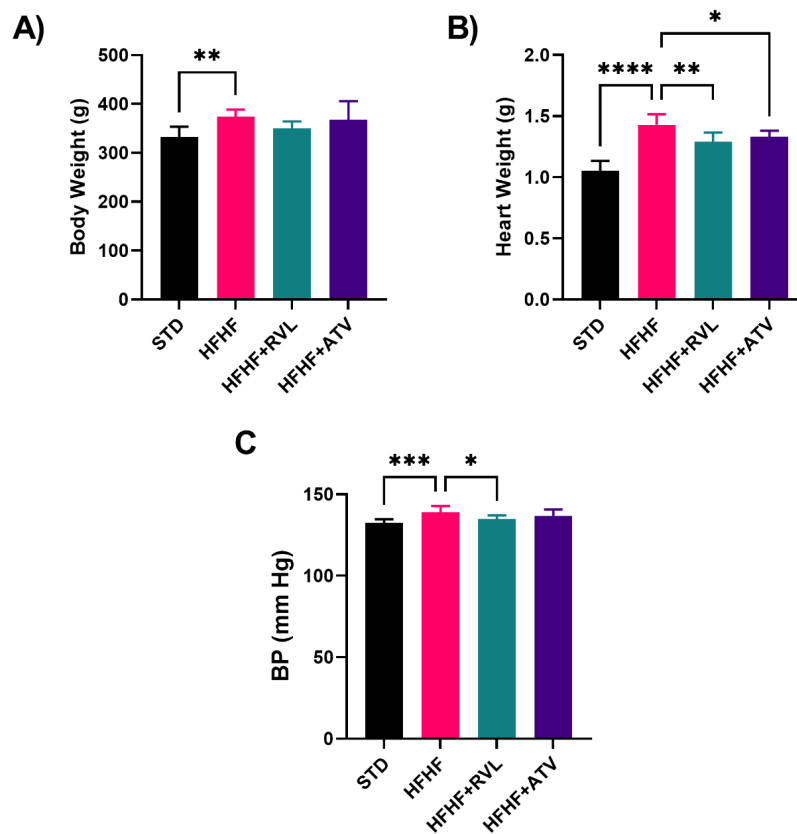 A)
Body Weight (g)
500
400
300
200
100
0
**
STD
HFHF
HFHF+RVL
HFHF+ATV
B)
Heart Weight (g)
2.0
1.5
1.0
0.5
0.0
*
****
**
STD
HFHF
HFHF+RVL
HFHF+ATV
C
BP (mm Hg)
150
100
50
0
***
*
STD
HFHF
HFHF+RVL
HFHF+ATV